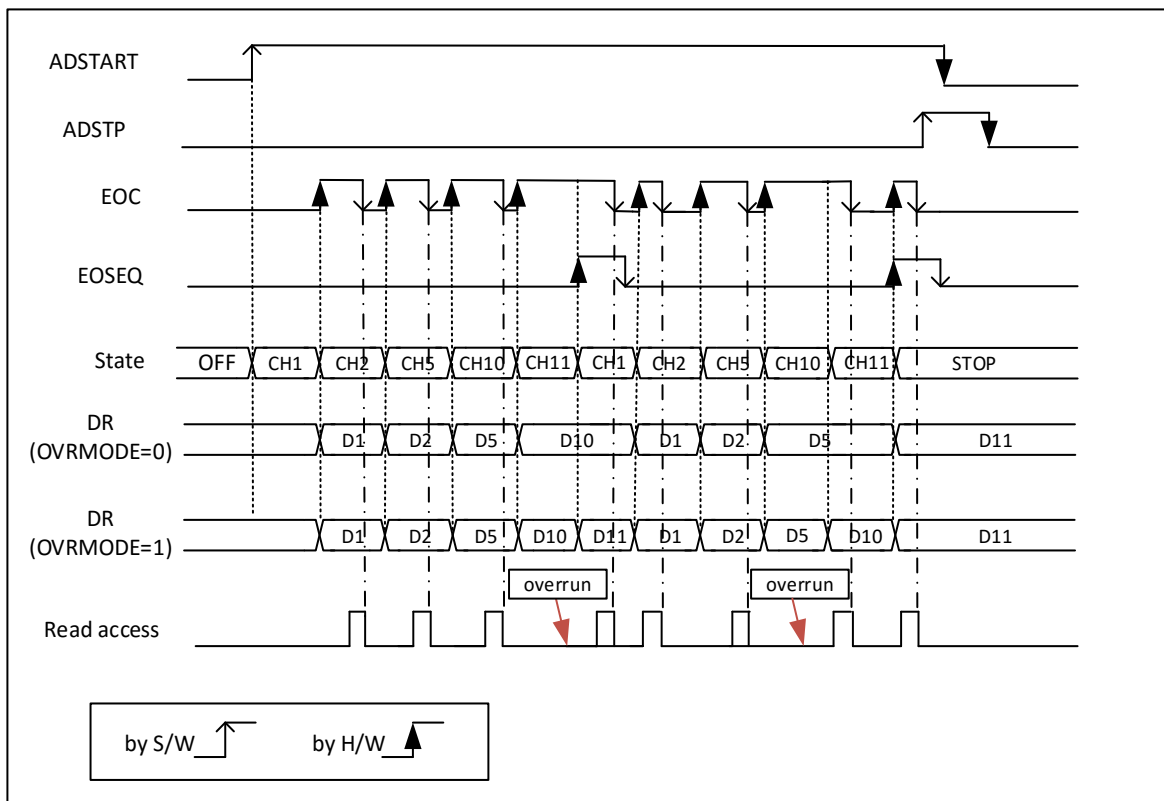 ADSTART
ADSTP
EOC
EOSEQ
State OFF CH1 CH2 CH5 CH10 CH11 CH1 CH2 CH5 CH10 CH11 STOP
DR
(OVRMODE=0) D1 D2 D5 D10 D1 D2 D5 D11
DR
(OVRMODE=1) D1 D2 D5 D10 D11 D1 D2 D5 D10 D11
overrun overrun
Read access
by S/W by H/W